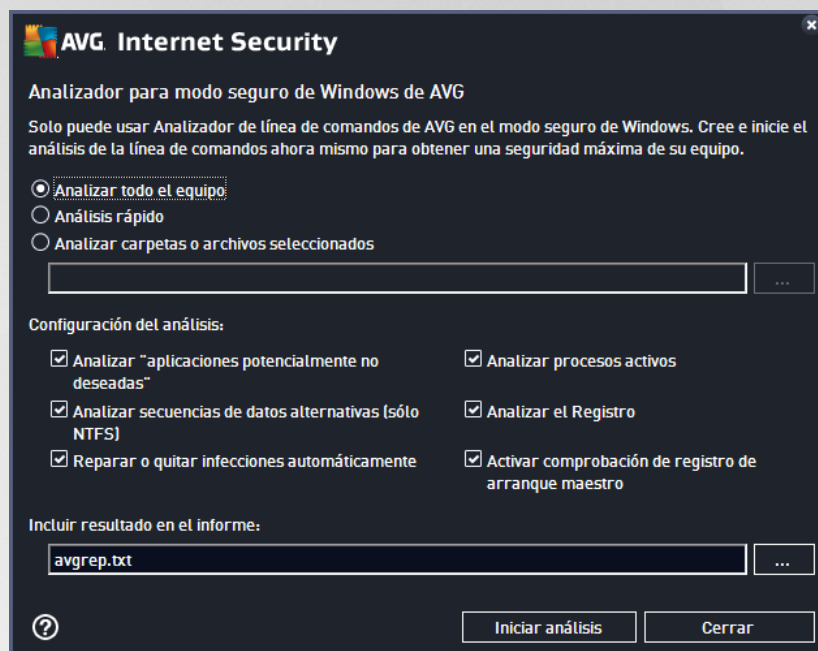 AVG. Internet Security
Analizador para modo seguro de Windows de AVG
Solo puede usar Analizador de línea de comandos de AVG en el modo seguro de Windows. Cree e inicie el
análisis de la línea de comandos ahora mismo para obtener una seguridad máxima de su equipo.
Analizar todo el equipo
Análisis rápido
Analizar carpetas o archivos seleccionados
...
Configuración del análisis:
Analizar "aplicaciones potencialmente no
deseadas"
Analizar procesos activos
Analizar secuencias de datos alternativas (sólo
NTFS)
Analizar el Registro
Reparar o quitar infecciones automáticamente
Activar comprobación de registro de
arranque maestro
Incluir resultado en el informe:
avgrep.txt
...
Iniciar análisis
Cerrar